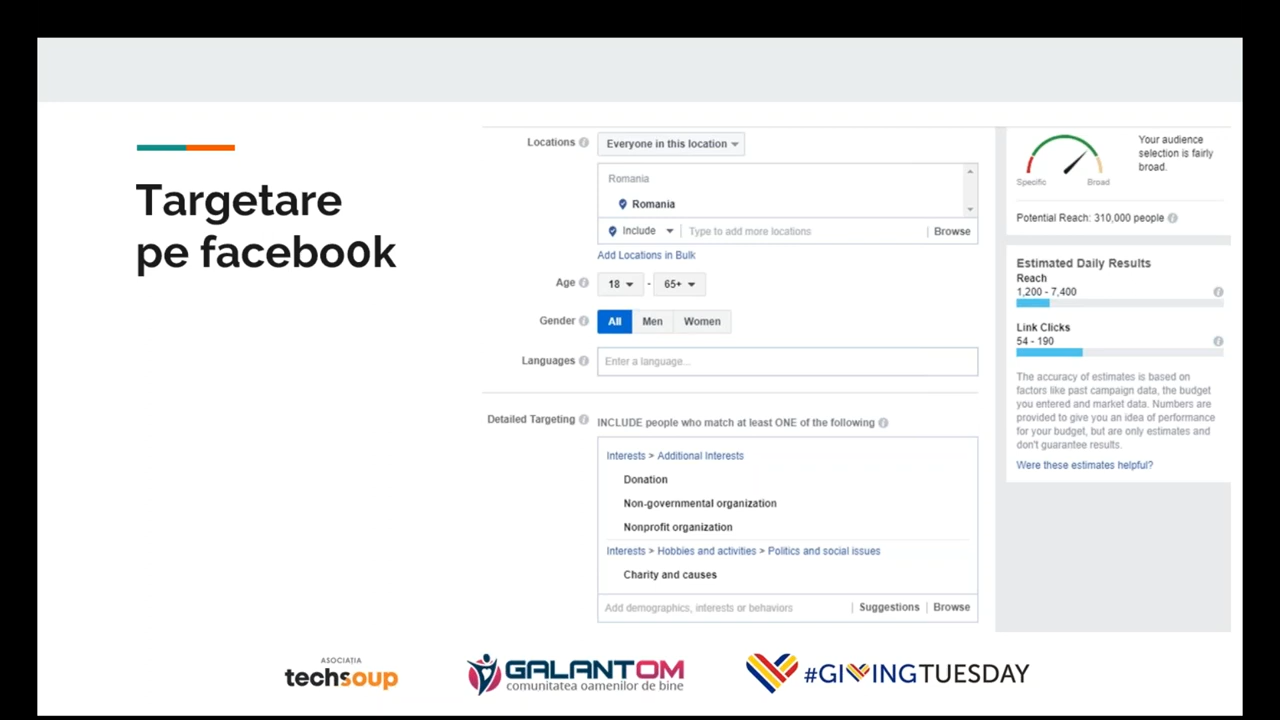 Targetare
pe facebo0k
Locations
Everyone in this location
Romania
Romania
Include
Type to add more locations
Browse
Add Locations in Bulk
Age
18 - 65+
Gender
All Men Women
Languages
Enter a language...
Detailed Targeting
INCLUDE people who match at least ONE of the following
Interests > Additional Interests
Donation
Non-governmental organization
Nonprofit organization
Interests > Hobbies and activities > Politics and social issues
Charity and causes
Add demographics, interests or behaviors
Suggestions
Browse
Specific
Broad
Your audience
selection is fairly
broad.
Potential Reach: 310,000 people
Estimated Daily Results
Reach
1,200 - 7,400
Link Clicks
54 - 190
The accuracy of estimates is based on
factors like past campaign data, the budget
you entered and market data. Numbers are
provided to give you an idea of performance
for your budget, but are only estimates and
don't guarantee results.
Were these estimates helpful?
ASOCIAȚIA
techsoup
GALANTOM
comunitatea oamenilor de bine
#GIVINGTUESDAY